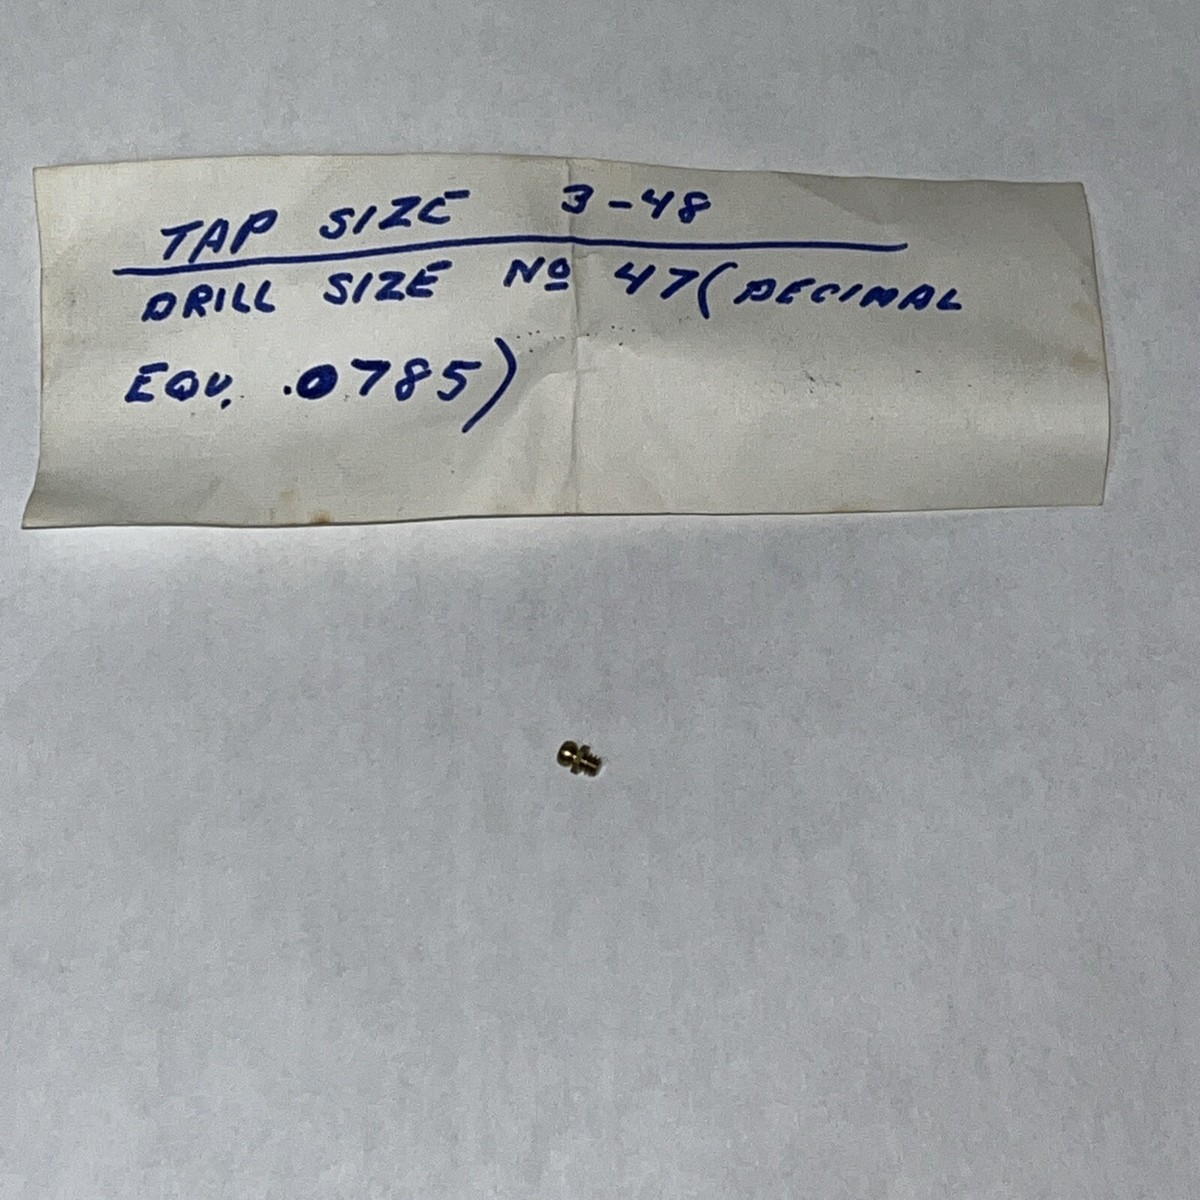 TAP SIZE 3-48
DRILL SIZE Nº 47 (DECIMAL
EQU. .0785)